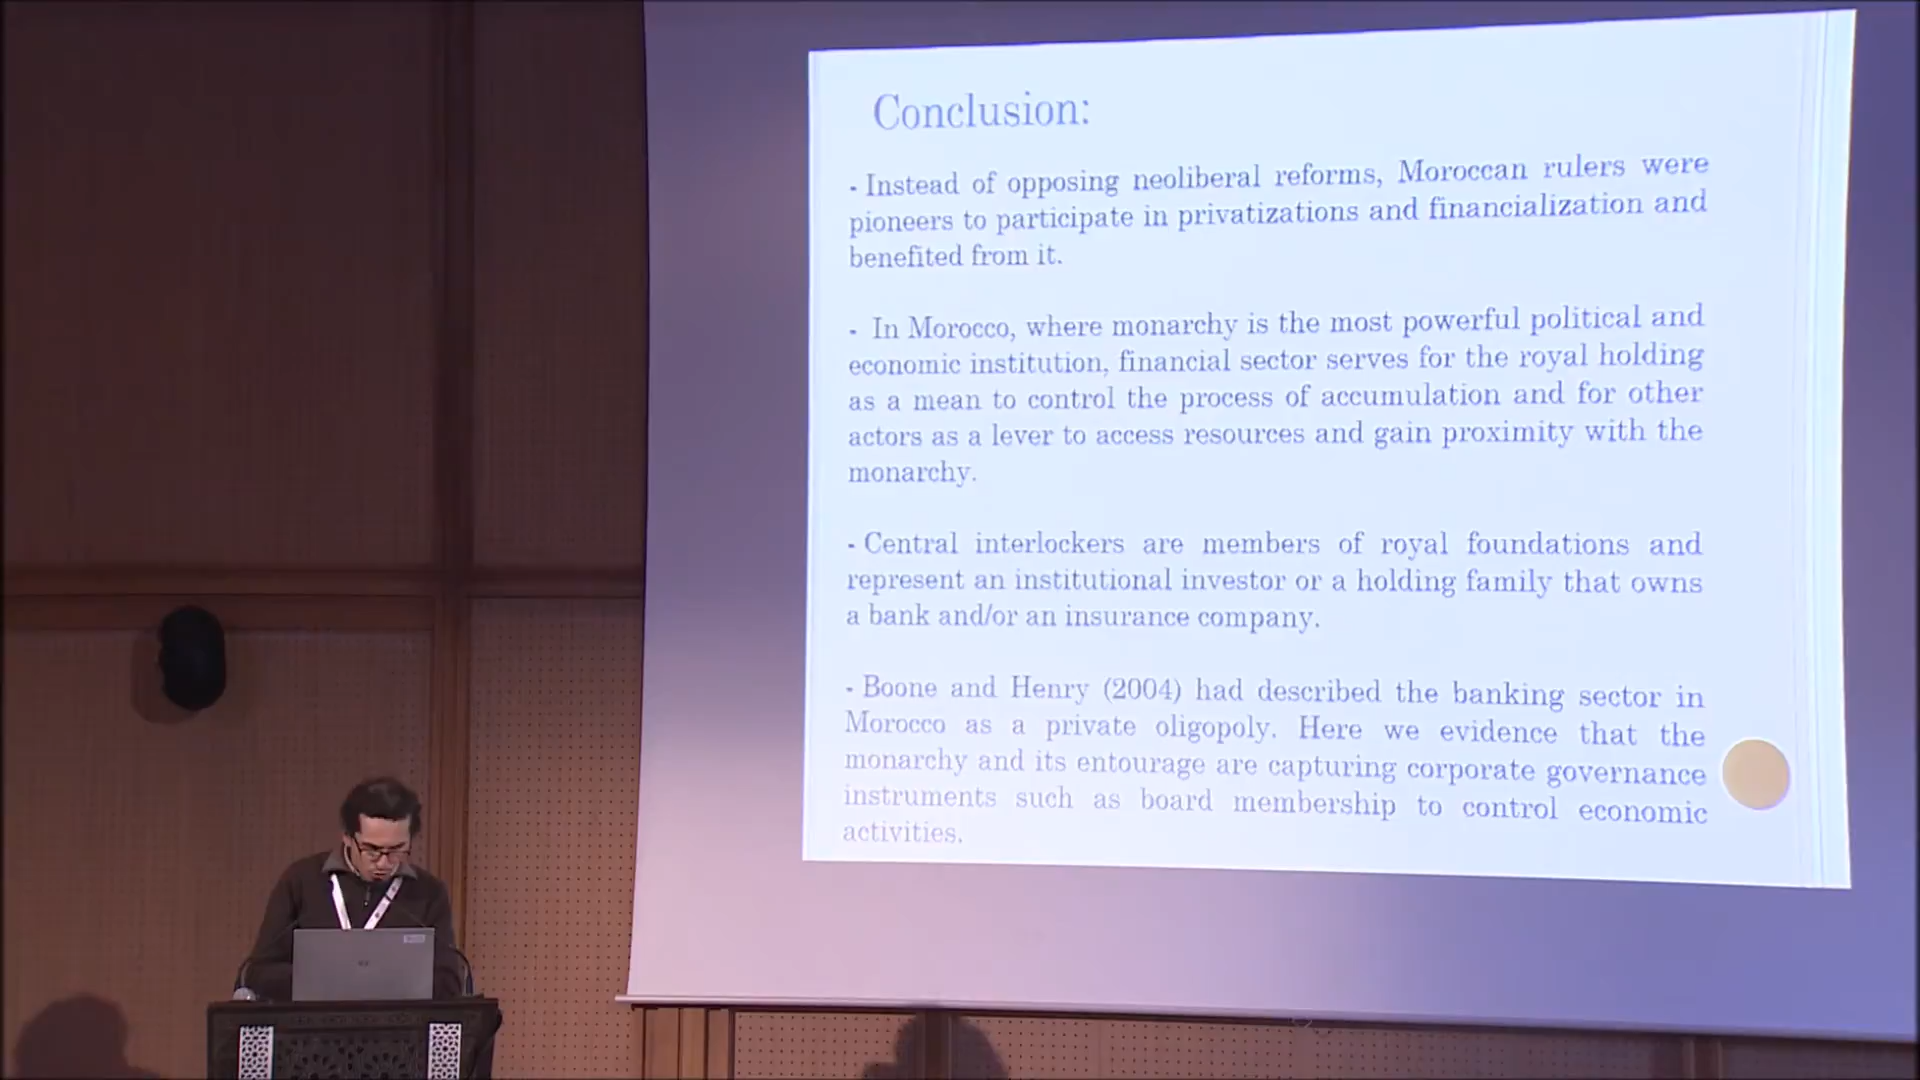 Conclusion:
- Instead of opposing neoliberal reforms, Moroccan rulers were
pioneers to participate in privatizations and financialization and
benefited from it.
- In Morocco, where monarchy is the most powerful political and
economic institution, financial sector serves for the royal holding
as a mean to control the process of accumulation and for other
actors as a lever to access resources and gain proximity with the
monarchy.
- Central interlockers are members of royal foundations and
represent an institutional investor or a holding family that owns
a bank and/or an insurance company.
- Boone and Henry (2004) had described the banking sector in
Morocco as a private oligopoly. Here we evidence that the
monarchy and its entourage are capturing corporate governance
instruments such as board membership to control economic
activities.